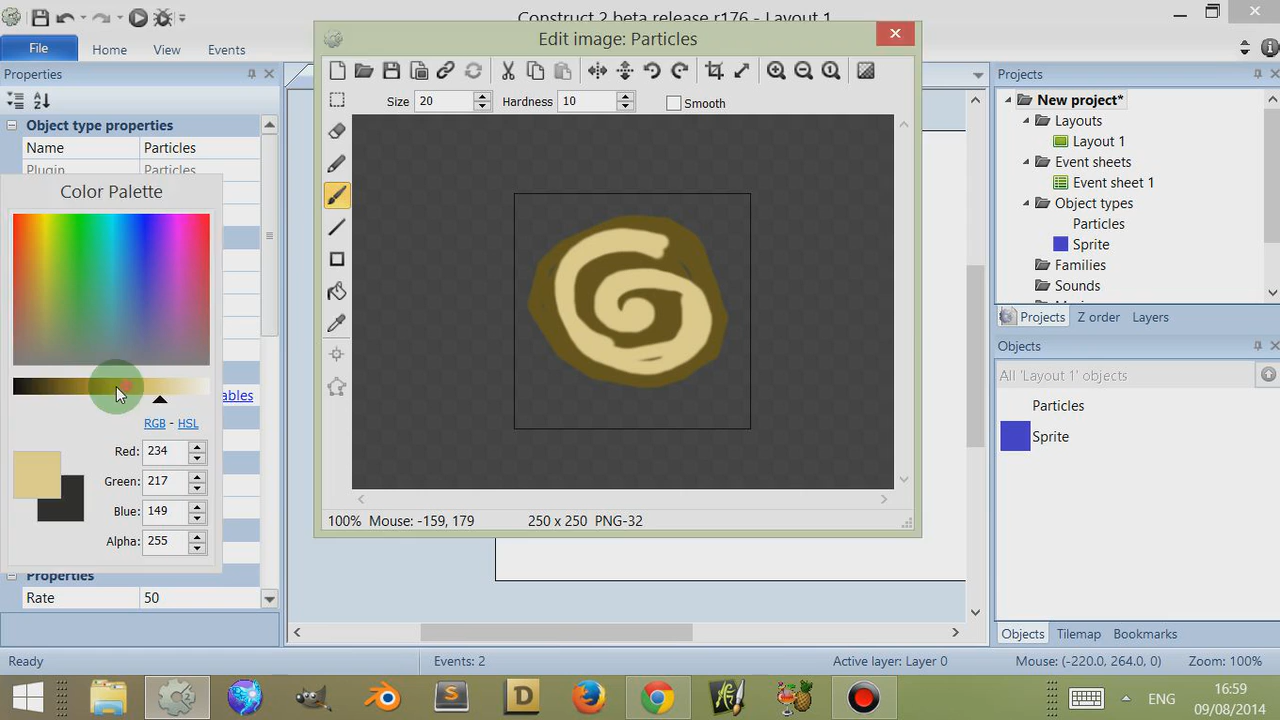 Construct 2 beta release r176 - Layout 1
File
Home
View
Events
Properties
Object type properties
Name
Particles
Plugin
Particles
Color Palette
ables
RGB - HSL
Red: 234
Green: 217
Blue: 149
Alpha: 255
Properties
Rate
50
Edit image: Particles
Size 20 Hardness 10 Smooth
100% Mouse: -159, 179 250 x 250 PNG-32
Projects
New project*
Layouts
Layout 1
Event sheets
Event sheet 1
Object types
Particles
Sprite
Families
Sounds
Projects Z order Layers
Objects
All 'Layout 1' objects
Particles
Sprite
Objects Tilemap Bookmarks
Ready
Events: 2
Active layer: Layer 0
Mouse: (-220.0, 264.0, 0)
Zoom: 100%
ENG
16:59
09/08/2014